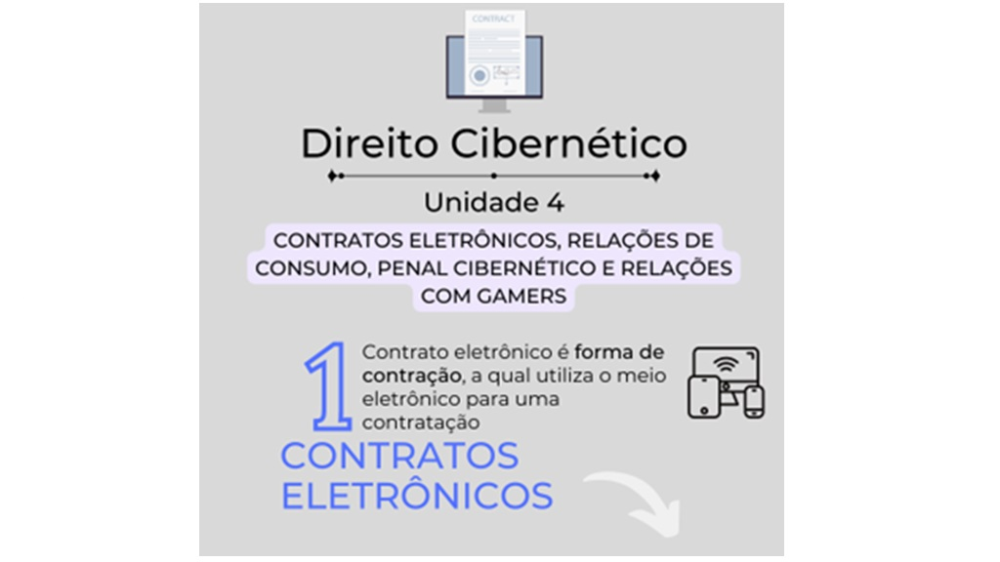 CONTRACT
Direito Cibernético
Unidade 4
CONTRATOS ELETRÔNICOS, RELAÇÕES DE
CONSUMO, PENAL CIBERNÉTICO E RELAÇÕES
COM GAMERS
1
Contrato eletrônico é forma de
contração, a qual utiliza o meio
eletrônico para uma
contratação
CONTRATOS
ELETRÔNICOS